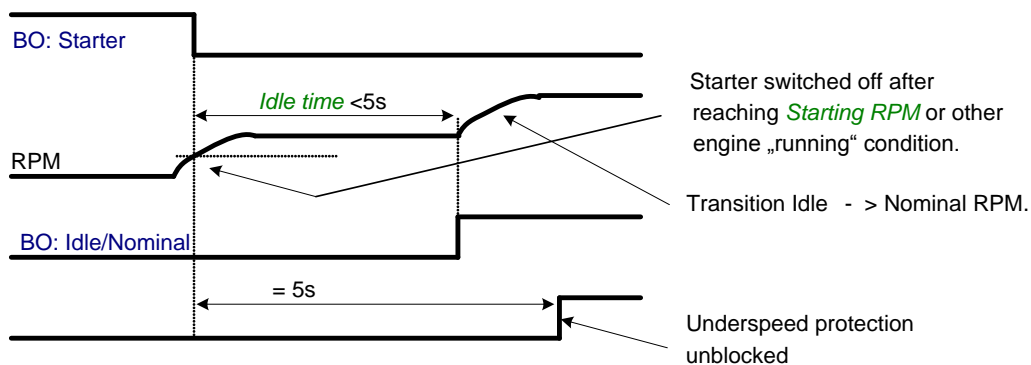 BO: Starter
Idle time <5s
Starter switched off after
reaching Starting RPM or other
engine „running“ condition.
RPM
Transition Idle - > Nominal RPM.
BO: Idle/Nominal
= 5s
Underspeed protection
unblocked